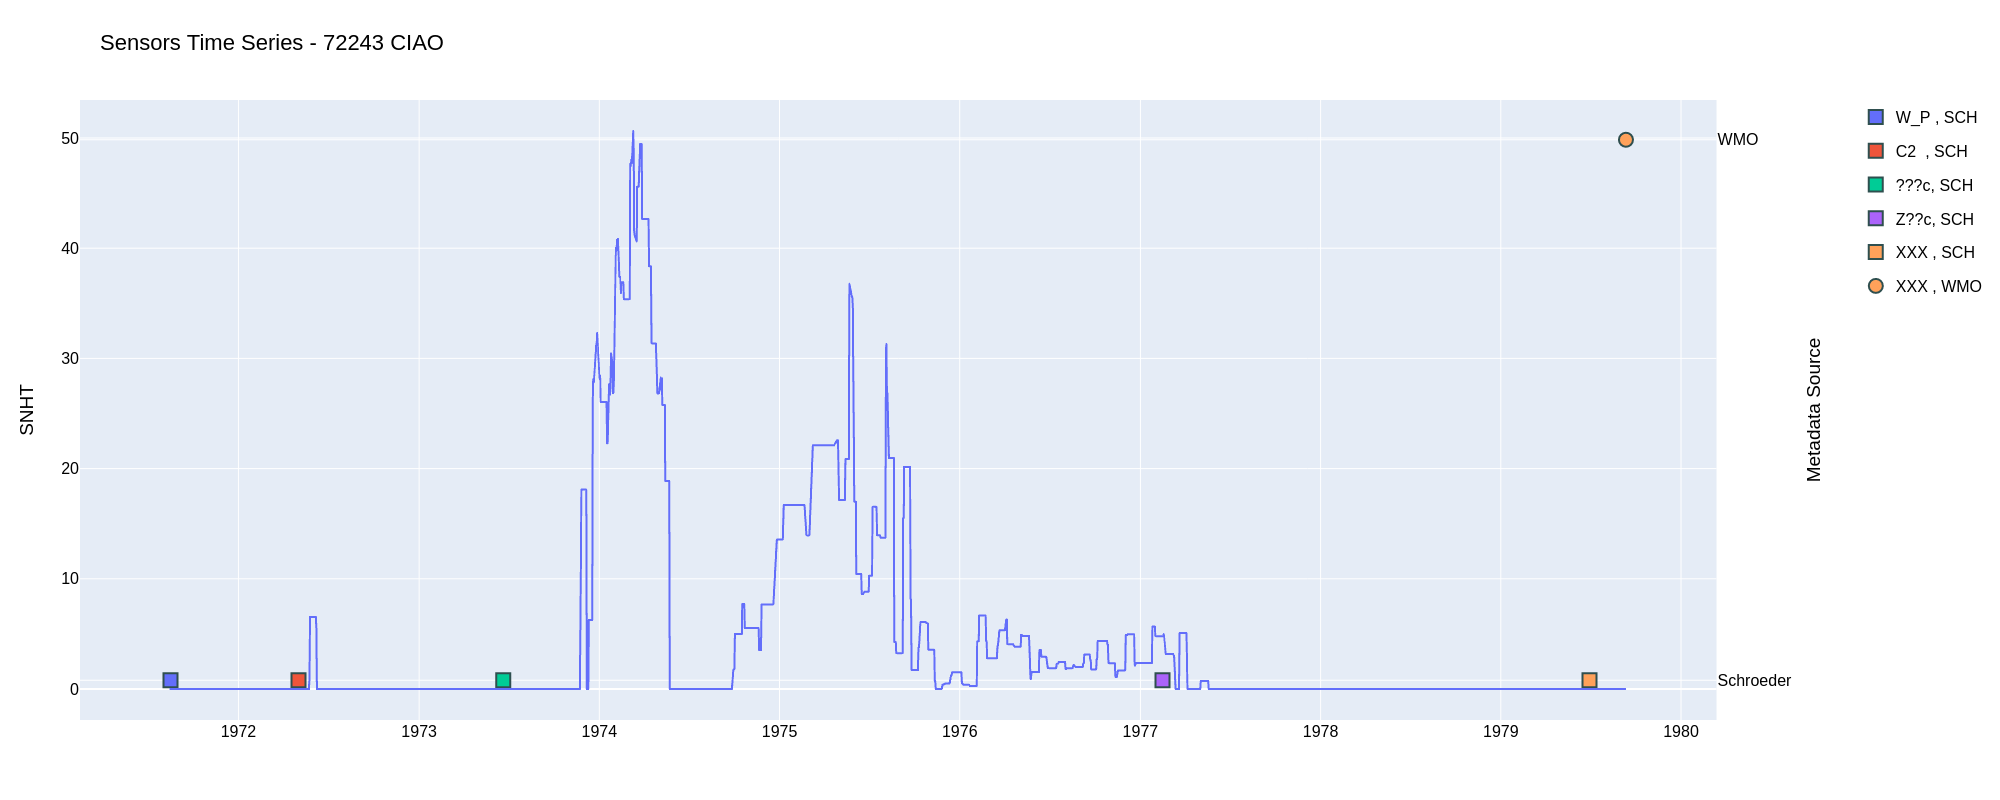 Sensors Time Series - 72243 CIAO
SNHT
50
40
30
20
10
0
1972
1973
1974
1975
1976
1977
1978
1979
1980
WMO
Schroeder
Metadata Source
W_P , SCH
C2  , SCH
???c, SCH
Z??c, SCH
XXX , SCH
XXX , WMO